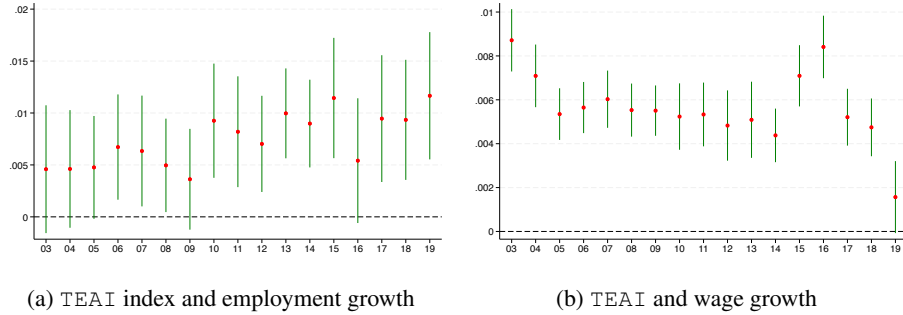 .02
.015
.01
.005
0
03 04 05 06 07 08 09 10 11 12 13 14 15 16 17 18 19
(a) TEAI index and employment growth
.01
.008
.006
.004
.002
0
03 04 05 06 07 08 09 10 11 12 13 14 15 16 17 18 19
(b) TEAI and wage growth